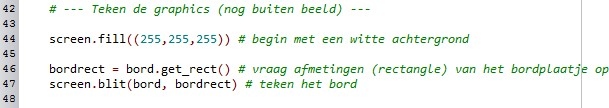 42 # --- Teken de graphics (nog buiten beeld) ---
43
44 screen.fill((255,255,255)) # begin met een witte achtergrond
45
46 bordrect = bord.get_rect() # vraag afmetingen (rectangle) van het bordplaatje op
47 screen.blit(bord, bordrect) # teken het bord
48